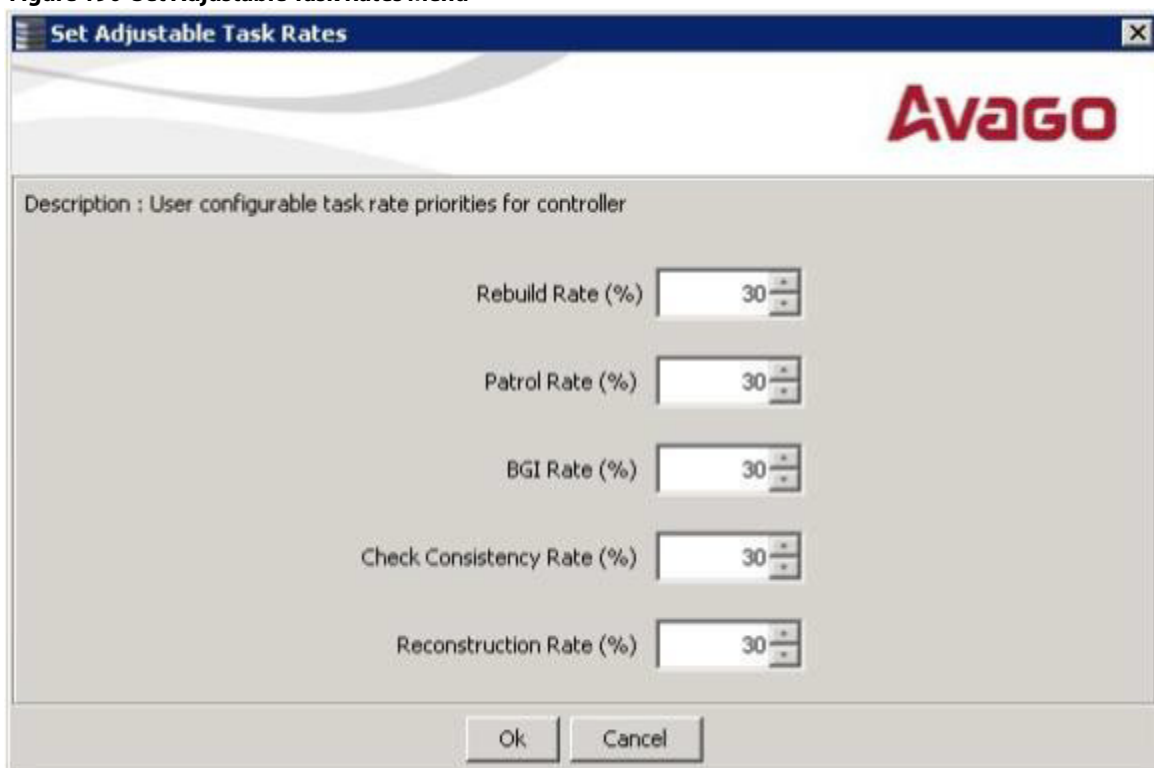 Set Adjustable Task Rates
AVAGO
Description : User configurable task rate priorities for controller
Rebuild Rate (%) 30
Patrol Rate (%) 30
BGI Rate (%) 30
Check Consistency Rate (%) 30
Reconstruction Rate (%) 30
Ok Cancel